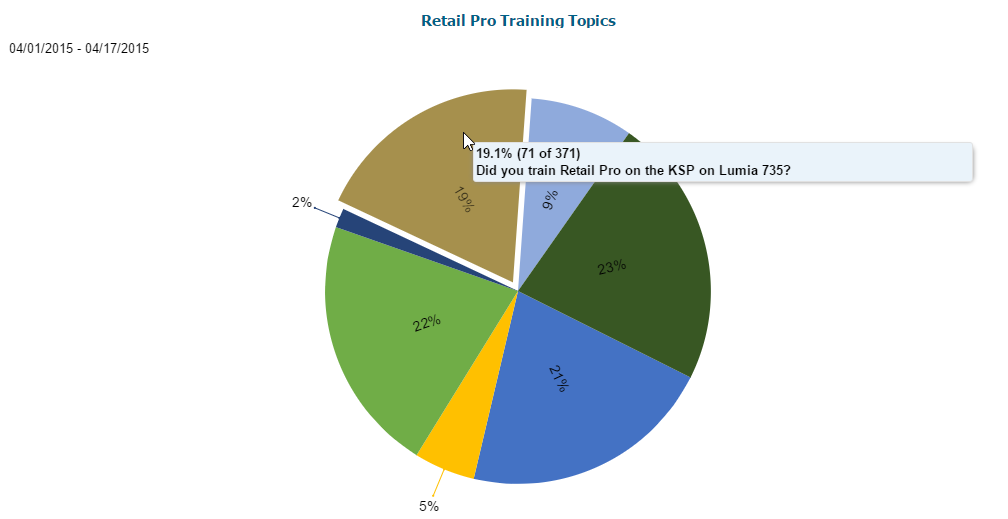 Retail Pro Training Topics
04/01/2015 - 04/17/2015
19.1% (71 of 371)
Did you train Retail Pro on the KSP on Lumia 735?
19%
9%
2%
23%
22%
21%
5%